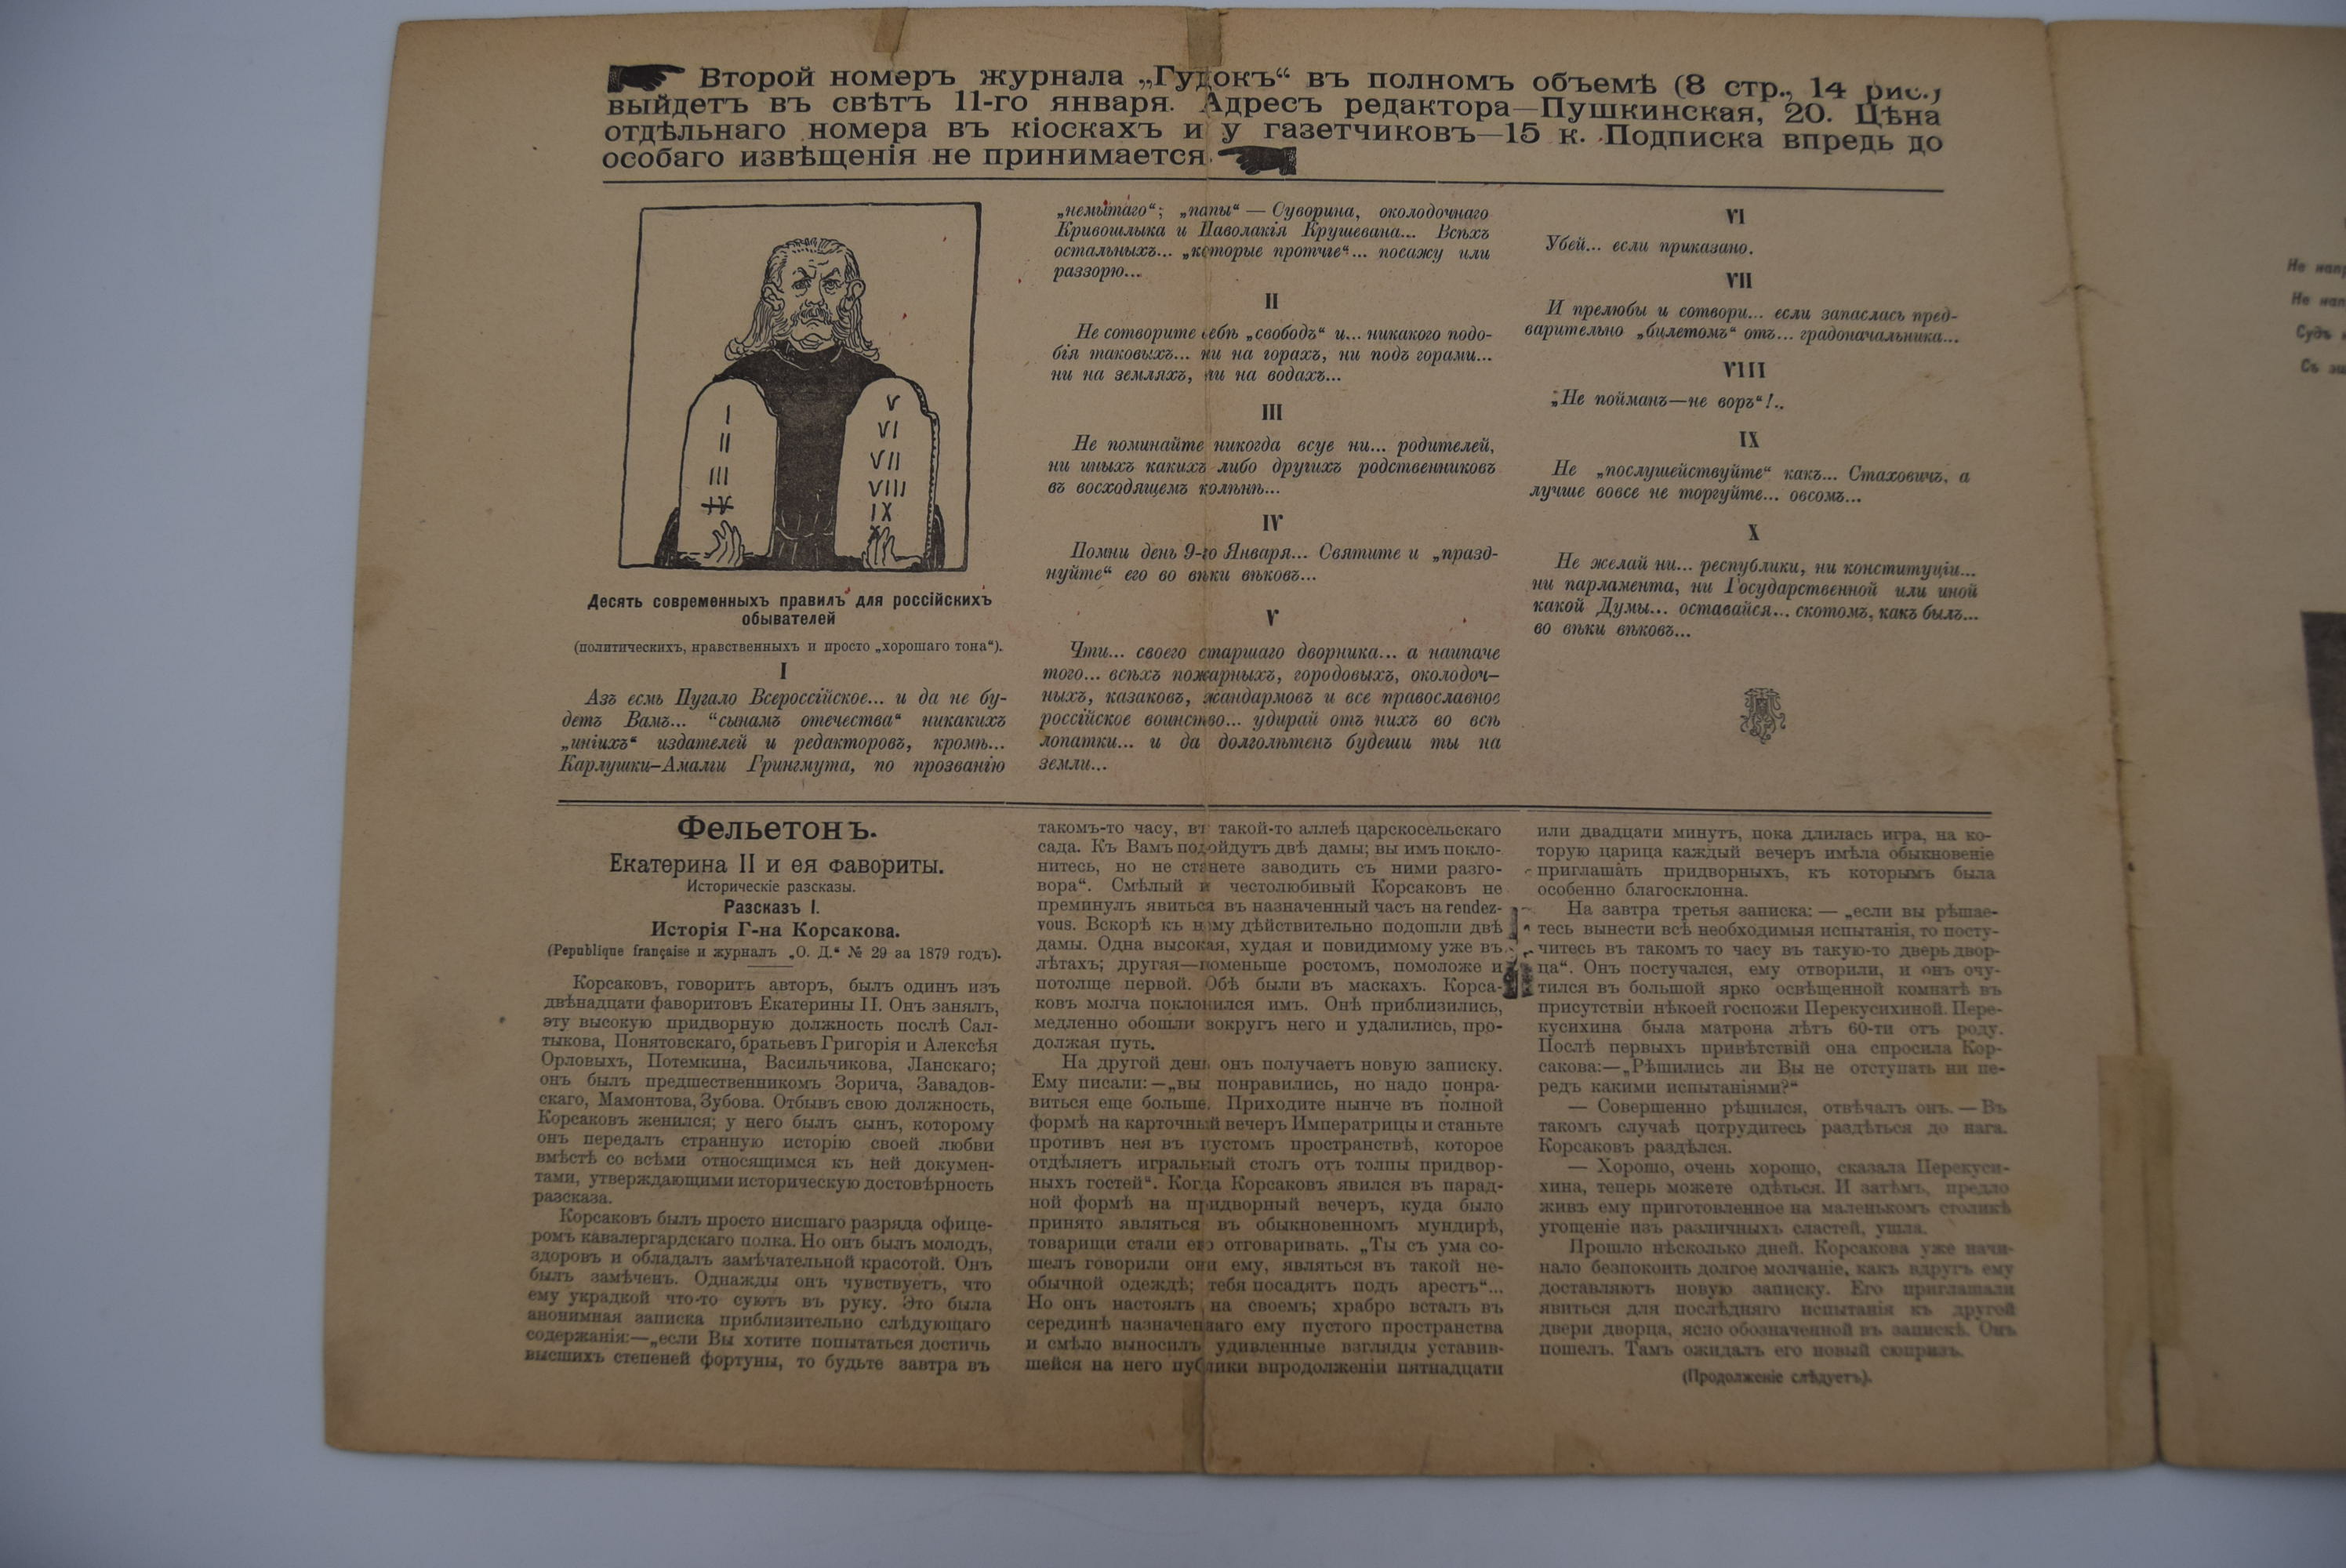 Второй номеръ журнала „Гудокъ“ въ полномъ объемѣ (8 стр., 14 рис.)
выйдетъ въ свѣтъ 11-го января. Адресъ редактора—Пушкинская, 20. Цѣна
отдѣльнаго номера въ кіоскахъ и у газетчиковъ—15 к. Подписка впредь до
особаго извѣщенія не принимается.
I
II
III
IV
V
VI
VII
VIII
IX
X
Десять современныхъ правилъ для россійскихъ
обывателей
(политическихъ, нравственныхъ и просто „хорошаго тона“).
I
Азъ есмь Пугало Всероссійское... и да не бу-
детъ Вамъ... “сынамъ отечества“ никакихъ
„иніихъ“ издателей и редакторовъ, кромѣ...
Карлушки—Амаліи Грингмута, по прозванію
„немытаго“; „папы“ — Суворина, околодочнаго
Кривошлыка и Паволакія Крушевана... Всѣхъ
остальныхъ... „которые протчіе“... посажу или
раззорю...
II
Не сотворите себѣ „свободъ“ и... никакого подо-
бія таковыхъ... ни на горахъ, ни подъ горами...
ни на земляхъ, ни на водахъ...
III
Не поминайте никогда всуе ни... родителей,
ни иныхъ какихъ либо другихъ родственниковъ
въ восходящемъ колѣнѣ...
IV
Помни день 9-го Января... Святите и „празд-
нуйте“ его во вѣки вѣковъ...
V
Чти... своего старшаго дворника... а наипаче
того... всѣхъ пожарныхъ, городовыхъ, околодоч-
ныхъ, казаковъ, жандармовъ и все православное
россійское воинство... удирай отъ нихъ во всѣ
лопатки... и да долголѣтенъ будеши ты на
земли...
VI
Убей... если приказано.
VII
И прелюбы и сотвори... если запаслась пред-
варительно „билетомъ“ отъ... градоначальника...
VIII
„Не пойманъ—не воръ“!..
IX
Не „послушействуйте“ какъ... Стаховичъ, а
лучше вовсе не торгуйте... овсомъ...
X
Не желай ни... республики, ни конституціи...
ни парламента, ни Государственной или иной
какой Думы... оставайся... скотомъ, какъ былъ...
во вѣки вѣковъ...
Фельетонъ.
Екатерина II и ея фавориты.
Историческіе разсказы.
Разсказъ I.
Исторія Г-на Корсакова.
(Pepublique française и журналъ „О. Д.“ № 29 за 1879 годъ).
Корсаковъ, говоритъ авторъ, былъ одинъ изъ
двѣнадцати фаворитовъ Екатерины II. Онъ занялъ,
эту высокую придворную должность послѣ Сал-
тыкова, Понятовскаго, братьевъ Григорія и Алексѣя
Орловыхъ, Потемкина, Васильчикова, Ланскаго;
онъ былъ предшественникомъ Зорича, Завадов-
скаго, Мамонтова, Зубова. Отбывъ свою должность,
Корсаковъ женился; у него былъ сынъ, которому
онъ передалъ странную исторію своей любви
вмѣстѣ со всѣми относящимся къ ней докумен-
тами, утверждающими историческую достовѣрность
разсказа.
Корсаковъ былъ просто нисшаго разряда офице-
ромъ кавалергардскаго полка. Но онъ былъ молодъ,
здоровъ и обладалъ замѣчательной красотой. Онъ
былъ замѣченъ. Однажды онъ чувствуетъ, что
ему украдкой что-то суютъ въ руку. Это была
анонимная записка приблизительно слѣдующаго
содержанія:—„если Вы хотите попытаться достичь
высшихъ степеней фортуны, то будьте завтра въ
такомъ-то часу, въ такой-то аллеѣ царскосельскаго
сада. Къ Вамъ подойдутъ двѣ дамы; вы имъ покло-
нитесь, но не станете заводить съ ними разго-
вора“. Смѣлый и честолюбивый Корсаковъ не
преминулъ явиться въ назначенный часъ на rendez-
vous. Вскорѣ къ нему дѣйствительно подошли двѣ
дамы. Одна высокая, худая и повидимому уже въ
лѣтахъ; другая—поменьше ростомъ, помоложе и
потолще первой. Обѣ были въ маскахъ. Корса-
ковъ молча поклонился имъ. Онѣ приблизились,
медленно обошли вокругъ него и удалились, про-
должая путь.
На другой день онъ получаетъ новую записку.
Ему писали:—„вы понравились, но надо понра-
виться еще больше. Приходите нынче въ полной
формѣ на карточный вечеръ Императрицы и станьте
противъ нея въ пустомъ пространствѣ, которое
отдѣляетъ игральный столъ отъ толпы придвор-
ныхъ гостей“. Когда Корсаковъ явился въ парад-
ной формѣ на придворный вечеръ, куда было
принято являться въ обыкновенномъ мундирѣ,
товарищи стали его отговаривать. „Ты съ ума со-
шелъ говорили они ему, являться въ такой не-
обычной одеждѣ; тебя посадятъ подъ арестъ“...
Но онъ настоялъ на своемъ; храбро всталъ въ
серединѣ назначеннаго ему пустого пространства
и смѣло выносилъ удивленные взгляды уставив-
шейся на него публики впродолженіи пятнадцати
или двадцати минутъ, пока длилась игра, на ко-
торую царица каждый вечеръ имѣла обыкновеніе
приглашать придворныхъ, къ которымъ была
особенно благосклонна.
На завтра третья записка: — „если вы рѣшае-
тесь вынести всѣ необходимыя испытанія, то посту-
читесь въ такомъ то часу въ такую-то дверь двор-
ца“. Онъ постучался, ему отворили, и онъ очу-
тился въ большой ярко освѣщенной комнатѣ въ
присутствіи нѣкоей госпожи Перекусихиной. Пере-
кусихина была матрона лѣтъ 60-ти отъ роду.
Послѣ первыхъ привѣтствій она спросила Кор-
сакова:—„Рѣшились ли Вы не отступать ни пе-
редъ какими испытаніями?“
— Совершенно рѣшился, отвѣчалъ онъ. — Въ
такомъ случаѣ потрудитесь раздѣться до нага.
Корсаковъ раздѣлся.
— Хорошо, очень хорошо, сказала Перекуси-
хина, теперь можете одѣться. И затѣмъ, предло
живъ ему приготовленное на маленькомъ столикѣ
угощеніе изъ различныхъ сластей, ушла.
Прошло нѣсколько дней. Корсакова уже начи-
нало безпокоить долгое молчаніе, какъ вдругъ ему
доставляютъ новую записку. Его приглашали
явиться для послѣдняго испытанія къ другой
двери дворца, ясно обозначенной въ запискѣ. Онъ
пошелъ. Тамъ ожидалъ его новый сюпризъ.
(Продолженіе слѣдуетъ).
Не
Не
Судъ
Съ